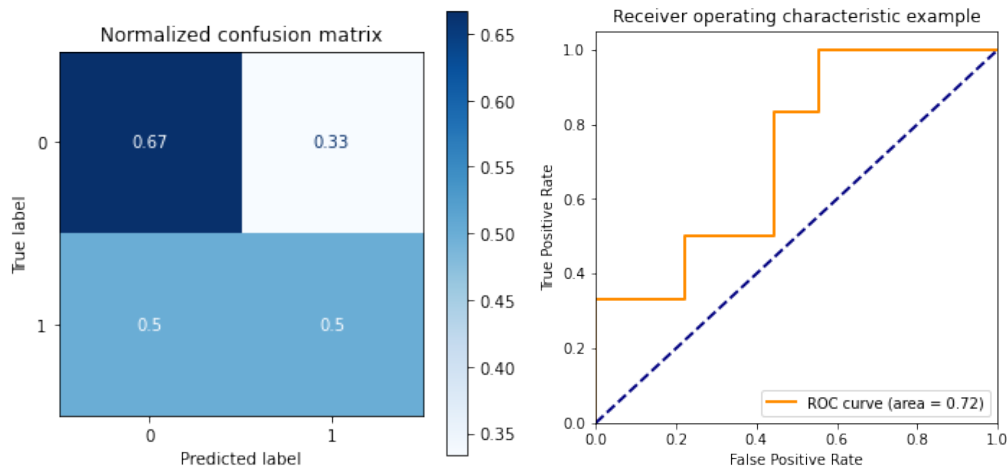 Normalized confusion matrix
0.67 0.33
0.5 0.5
0
1
True label
0 1
Predicted label
0.65
0.60
0.55
0.50
0.45
0.40
0.35
Receiver operating characteristic example
1.0
0.8
0.6
0.4
0.2
0.0
True Positive Rate
ROC curve (area = 0.72)
0.0 0.2 0.4 0.6 0.8 1.0
False Positive Rate